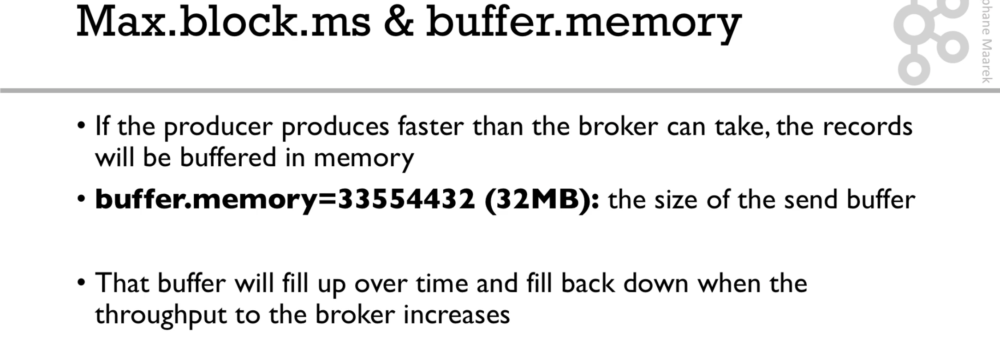 Max.block.ms & buffer.memory
phane Maarek
• If the producer produces faster than the broker can take, the records
will be buffered in memory
• buffer.memory=33554432 (32MB): the size of the send buffer
• That buffer will fill up over time and fill back down when the
throughput to the broker increases